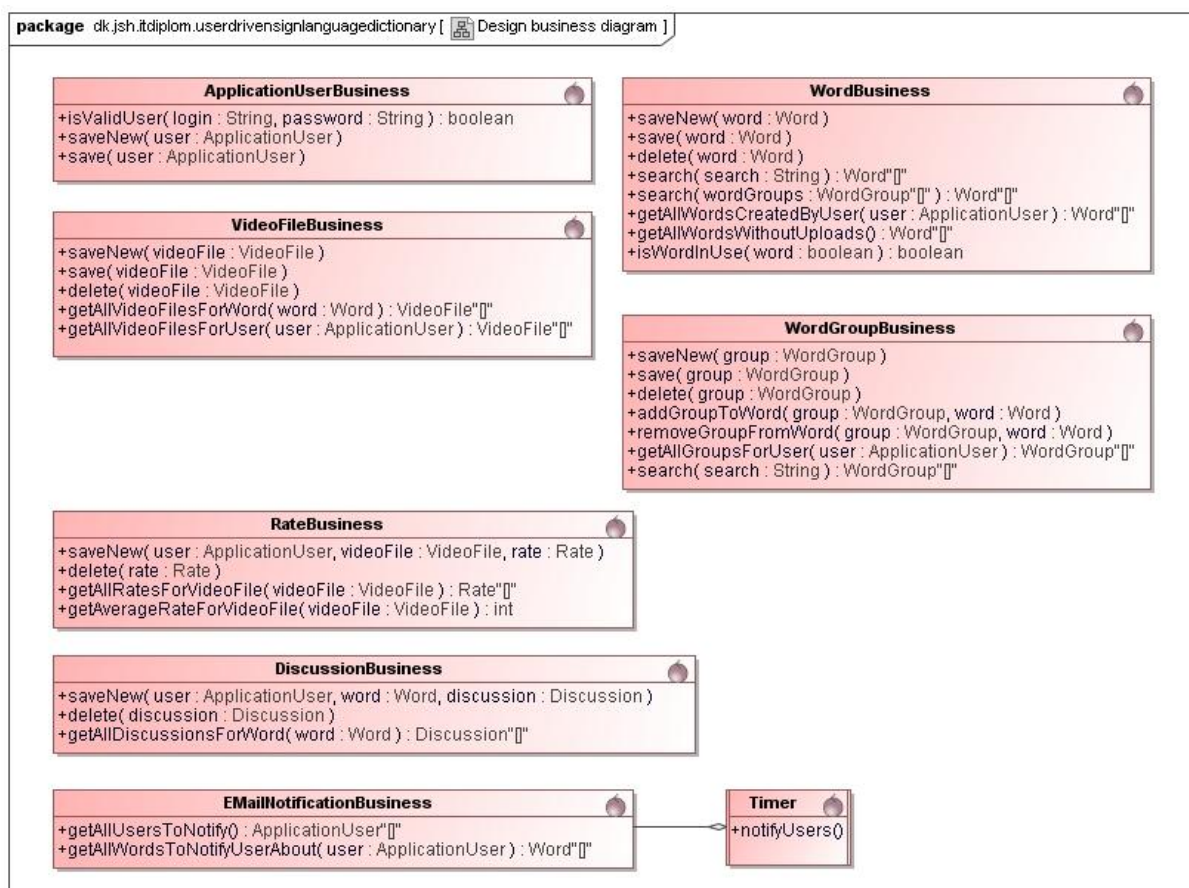 package dk.jsh.itdiplom.userdrivensignlanguagedictionary [ Design business diagram ]
ApplicationUserBusiness
+isValidUser( login : String, password : String ) : boolean
+saveNew( user : ApplicationUser )
+save( user : ApplicationUser )
VideoFileBusiness
+saveNew( videoFile : VideoFile )
+save( videoFile : VideoFile )
+delete( videoFile : VideoFile )
+getAllVideoFilesForWord( word : Word ) : VideoFile"[]"
+getAllVideoFilesForUser( user : ApplicationUser ) : VideoFile"[]"
WordBusiness
+saveNew( word : Word )
+save( word : Word )
+delete( word : Word )
+search( search : String ) : Word"[]"
+search( wordGroups : WordGroup"[]" ) : Word"[]"
+getAllWordsCreatedByUser( user : ApplicationUser ) : Word"[]"
+getAllWordsWithoutUploads() : Word"[]"
+isWordInUse( word : boolean ) : boolean
WordGroupBusiness
+saveNew( group : WordGroup )
+save( group : WordGroup )
+delete( group : WordGroup )
+addGroupToWord( group : WordGroup, word : Word )
+removeGroupFromWord( group : WordGroup, word : Word )
+getAllGroupsForUser( user : ApplicationUser ) : WordGroup"[]"
+search( search : String ) : WordGroup"[]"
RateBusiness
+saveNew( user : ApplicationUser, videoFile : VideoFile, rate : Rate )
+delete( rate : Rate )
+getAllRatesForVideoFile( videoFile : VideoFile ) : Rate"[]"
+getAverageRateForVideoFile( videoFile : VideoFile ) : int
DiscussionBusiness
+saveNew( user : ApplicationUser, word : Word, discussion : Discussion )
+delete( discussion : Discussion )
+getAllDiscussionsForWord( word : Word ) : Discussion"[]"
EMailNotificationBusiness
+getAllUsersToNotify() : ApplicationUser"[]"
+getAllWordsToNotifyUserAbout( user : ApplicationUser ) : Word"[]"
Timer
+notifyUsers()